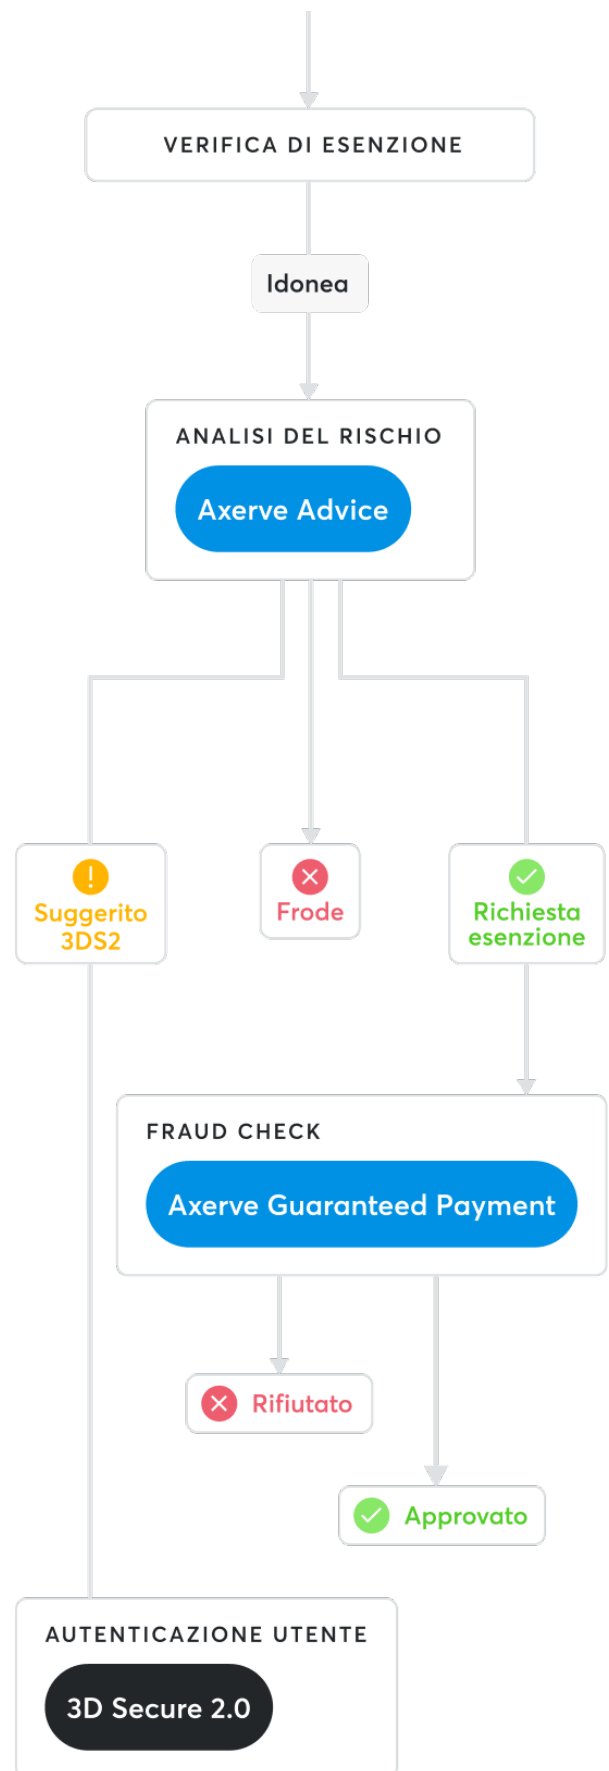 VERIFICA DI ESENZIONE
Idonea
ANALISI DEL RISCHIO
Axerve Advice
Suggerito
3DS2
Frode
Richiesta
esenzione
FRAUD CHECK
Axerve Guaranteed Payment
Rifiutato
Approvato
AUTENTICAZIONE UTENTE
3D Secure 2.0